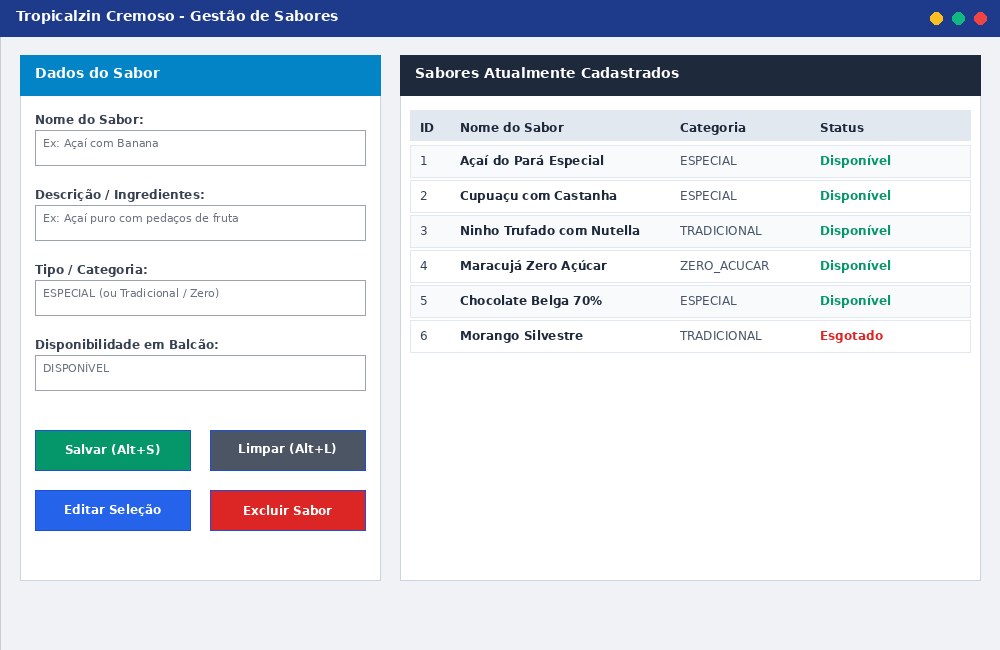 Tropicalzin Cremoso - Gestão de Sabores
Dados do Sabor
Nome do Sabor:
Ex: Açaí com Banana
Descrição / Ingredientes:
Ex: Açaí puro com pedaços de fruta
Tipo / Categoria:
ESPECIAL (ou Tradicional / Zero)
Disponibilidade em Balcão:
DISPONÍVEL
Salvar (Alt+S) Limpar (Alt+L)
Editar Seleção Excluir Sabor
Sabores Atualmente Cadastrados
ID Nome do Sabor Categoria Status
1 Açaí do Pará Especial ESPECIAL Disponível
2 Cupuaçu com Castanha ESPECIAL Disponível
3 Ninho Trufado com Nutella TRADICIONAL Disponível
4 Maracujá Zero Açúcar ZERO_ACUCAR Disponível
5 Chocolate Belga 70% ESPECIAL Disponível
6 Morango Silvestre TRADICIONAL Esgotado